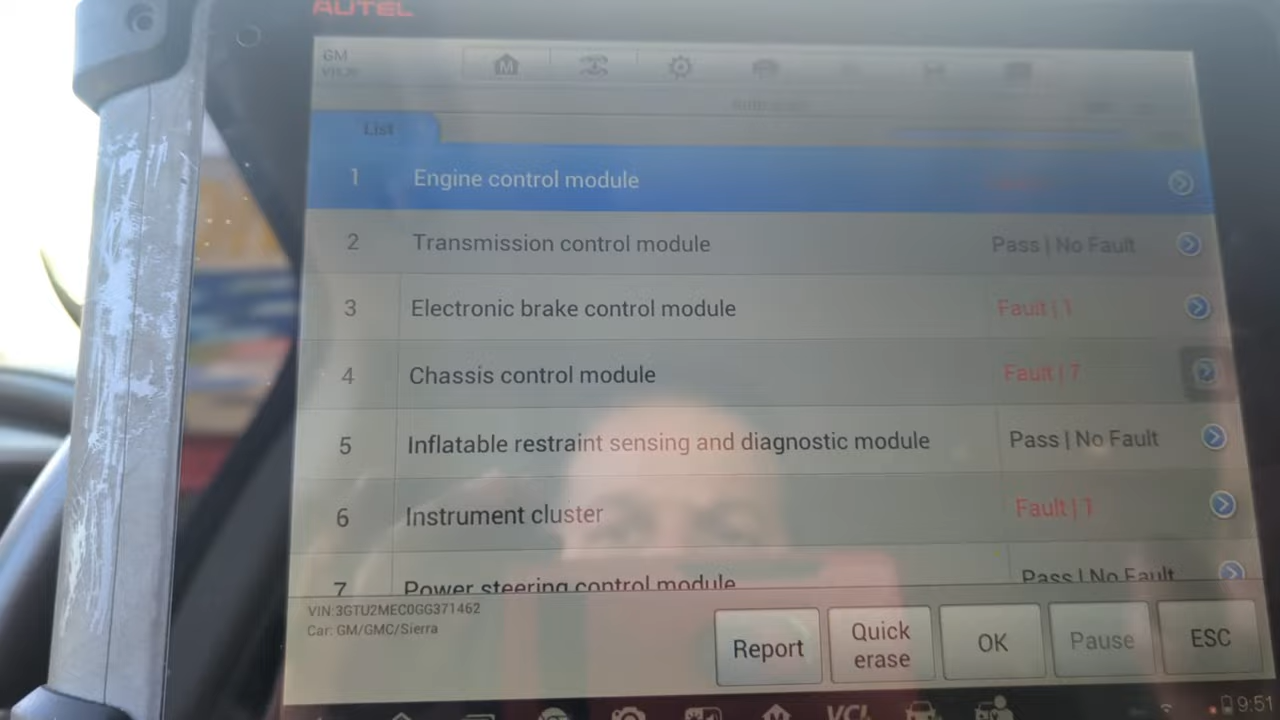 AUTEL
GM
List
1 Engine control module
2 Transmission control module Pass | No Fault
3 Electronic brake control module Fault | 1
4 Chassis control module Fault | 7
5 Inflatable restraint sensing and diagnostic module Pass | No Fault
6 Instrument cluster Fault | 1
7 Power steering control module Pass | No Fault
VIN:3GTU2MEC0GG371462
Car: GM/GMC/Sierra
Report
Quick erase
OK
Pause
ESC
VCI
9:51